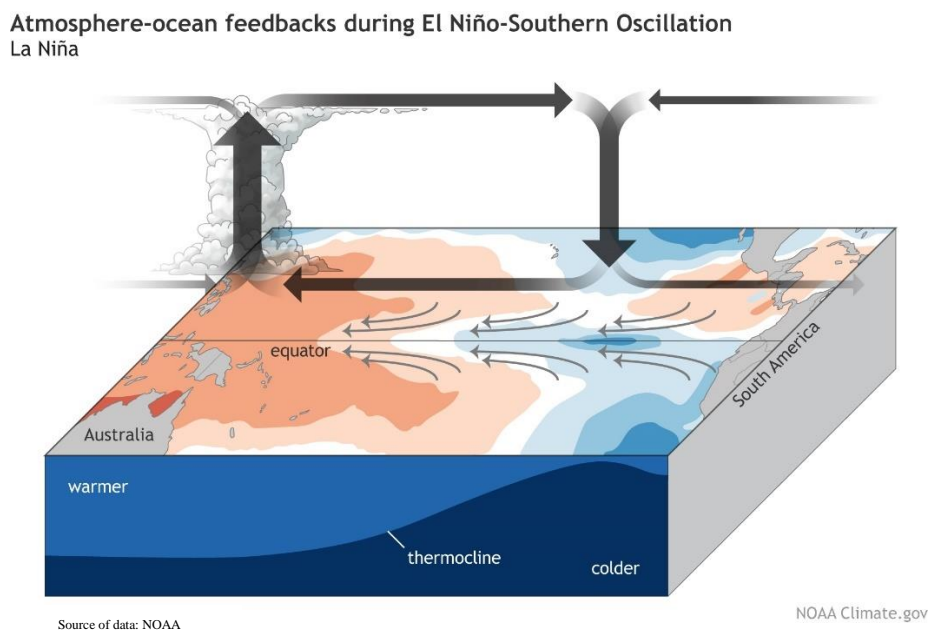 Atmosphere-ocean feedbacks during El Niño-Southern Oscillation
La Niña
equator
South America
Australia
warmer
thermocline
colder
NOAA Climate.gov
Source of data: NOAA